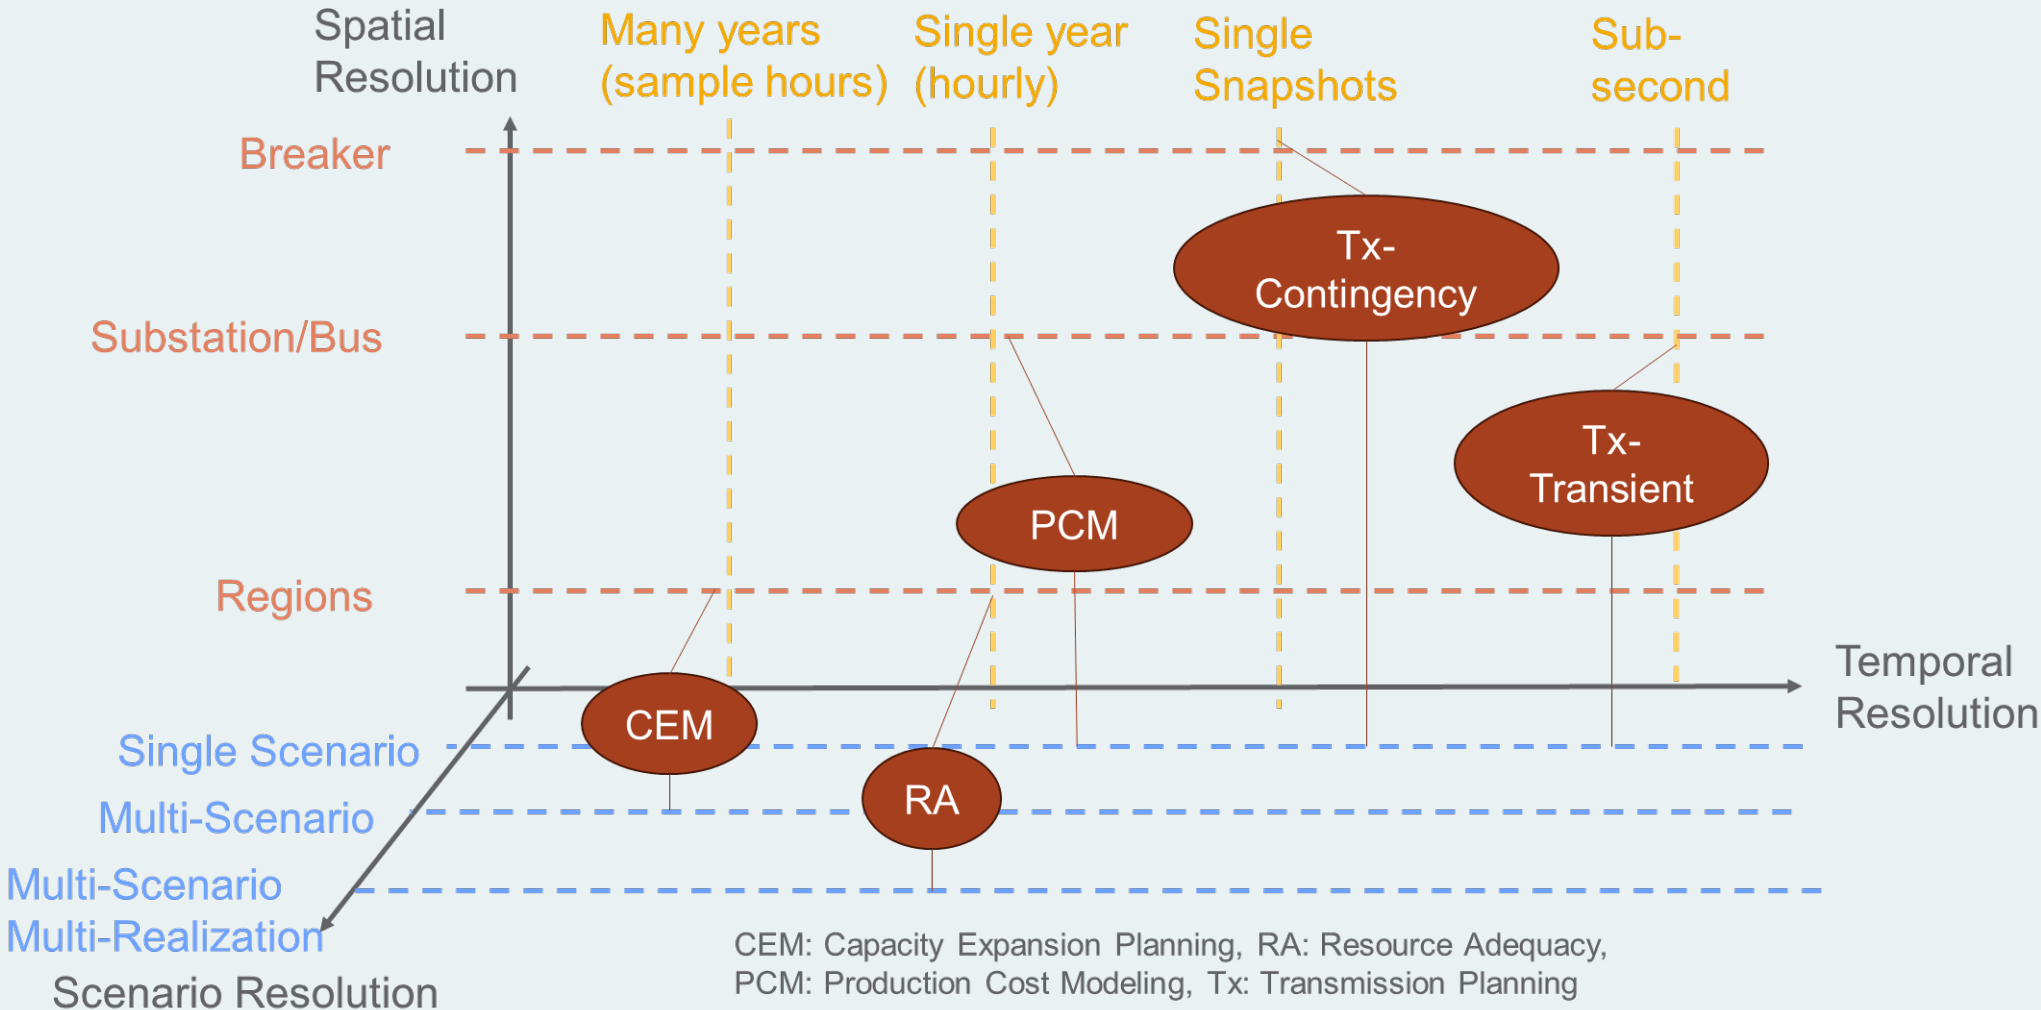 Spatial
Resolution
Many years
(sample hours)
Single year
(hourly)
Single
Snapshots
Sub-
second
Breaker
Tx-
Contingency
Substation/Bus
Tx-
Transient
PCM
Regions
Temporal
Resolution
CEM
Single Scenario
RA
Multi-Scenario
Multi-Scenario
Multi-Realization
CEM: Capacity Expansion Planning, RA: Resource Adequacy,
PCM: Production Cost Modeling, Tx: Transmission Planning
Scenario Resolution